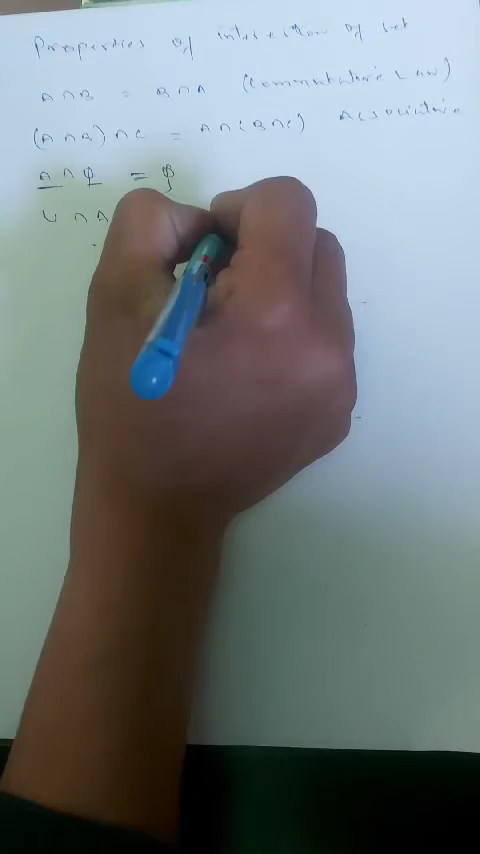 Properties of intersection of set
A ∩ B = B ∩ A (Commutative Law)
(A ∩ B) ∩ C = A ∩ (B ∩ C) Associative
A ∩ φ = φ
U ∩ A